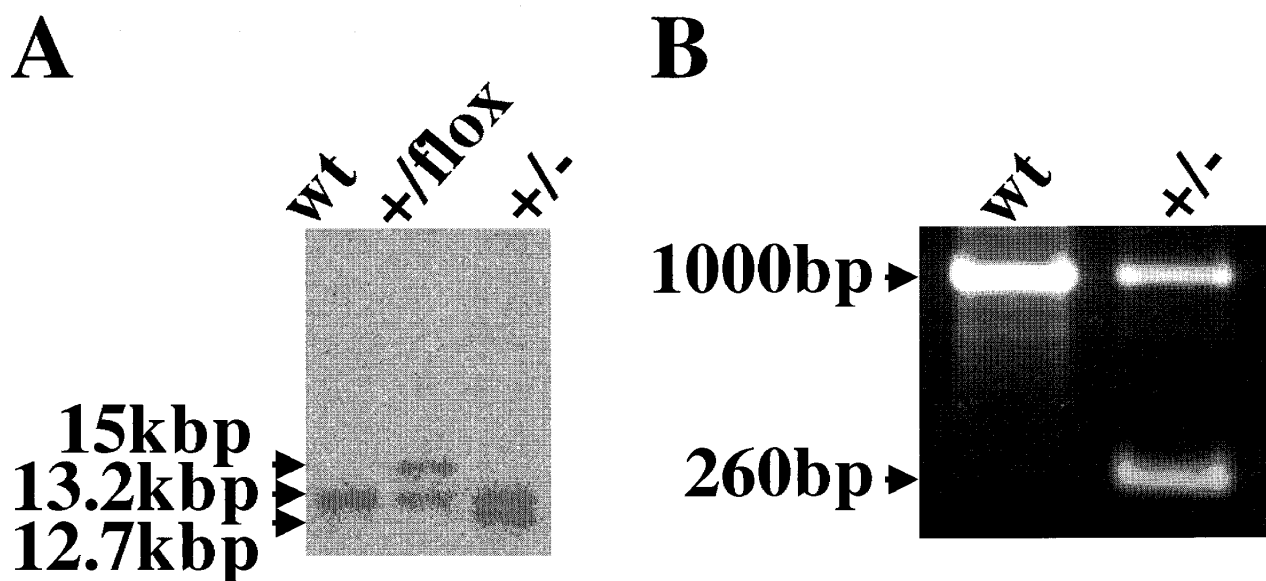 A
wt
+/flox
+/-
15kbp
13.2kbp
12.7kbp
B
wt
+/-
1000bp
260bp